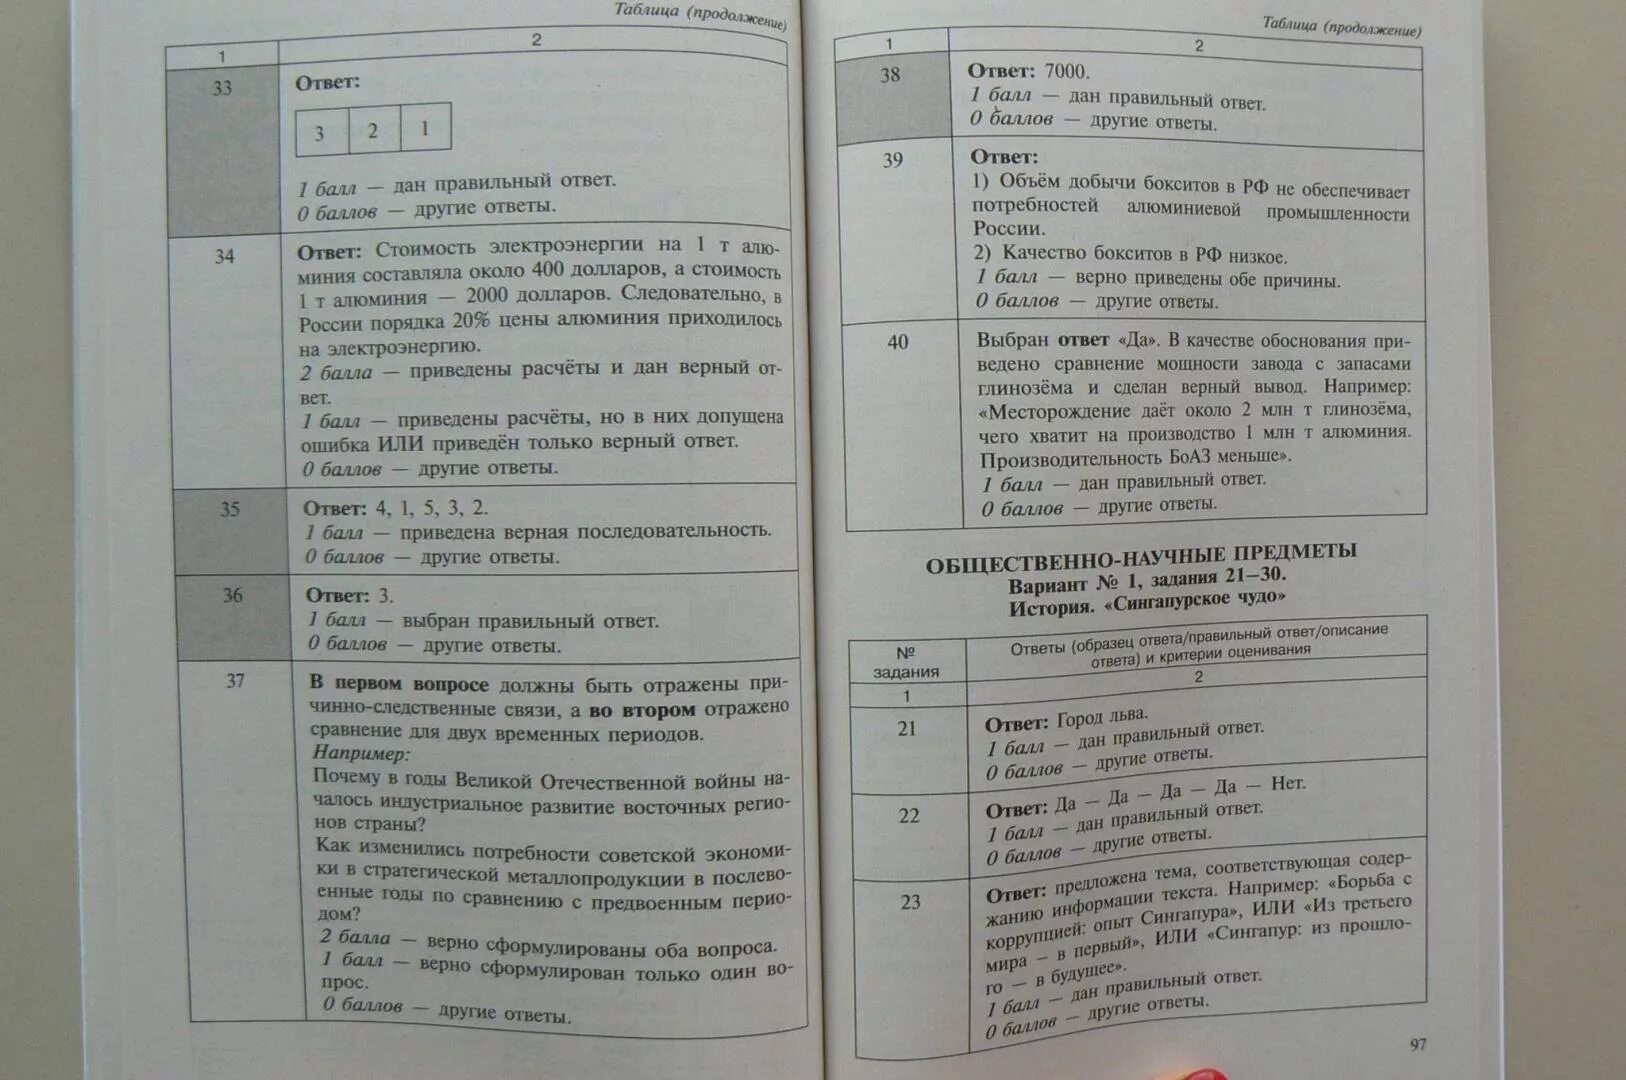 Таблица (продолжение)
1
2
33
Ответ:
3 2 1
1 балл — дан правильный ответ.
0 баллов — другие ответы.
34
Ответ: Стоимость электроэнергии на 1 т алю-
миния составляла около 400 долларов, а стоимость
1 т алюминия — 2000 долларов. Следовательно, в
России порядка 20% цены алюминия приходилось
на электроэнергию.
2 балла — приведены расчёты и дан верный от-
вет.
1 балл — приведены расчёты, но в них допущена
ошибка ИЛИ приведён только верный ответ.
0 баллов — другие ответы.
35
Ответ: 4, 1, 5, 3, 2.
1 балл — приведена верная последовательность.
0 баллов — другие ответы.
36
Ответ: 3.
1 балл — выбран правильный ответ.
0 баллов — другие ответы.
37
В первом вопросе должны быть отражены при-
чинно-следственные связи, а во втором отражено
сравнение для двух временных периодов.
Например:
Почему в годы Великой Отечественной войны на-
чалось индустриальное развитие восточных регио-
нов страны?
Как изменились потребности советской экономи-
ки в стратегической металлопродукции в послево-
енные годы по сравнению с предвоенным перио-
дом?
2 балла — верно сформулированы оба вопроса.
1 балл — верно сформулирован только один во-
прос.
0 баллов — другие ответы.
Таблица (продолжение)
1
2
38
Ответ: 7000.
1 балл — дан правильный ответ.
0 баллов — другие ответы.
39
Ответ:
1) Объём добычи бокситов в РФ не обеспечивает
потребностей алюминиевой промышленности
России.
2) Качество бокситов в РФ низкое.
1 балл — верно приведены обе причины.
0 баллов — другие ответы.
40
Выбран ответ «Да». В качестве обоснования при-
ведено сравнение мощности завода с запасами
глинозёма и сделан верный вывод. Например:
«Месторождение даёт около 2 млн т глинозёма,
чего хватит на производство 1 млн т алюминия.
Производительность БоАЗ меньше».
1 балл — дан правильный ответ.
0 баллов — другие ответы.
ОБЩЕСТВЕННО-НАУЧНЫЕ ПРЕДМЕТЫ
Вариант № 1, задания 21—30.
История. «Сингапурское чудо»
№
задания
Ответы (образец ответа/правильный ответ/описание
ответа) и критерии оценивания
1
2
21
Ответ: Город льва.
1 балл — дан правильный ответ.
0 баллов — другие ответы.
22
Ответ: Да — Да — Да — Да — Нет.
1 балл — дан правильный ответ.
0 баллов — другие ответы.
23
Ответ: предложена тема, соответствующая содер-
жанию информации текста. Например: «Борьба с
коррупцией: опыт Сингапура», ИЛИ «Из третьего
мира – в первый», ИЛИ «Сингапур: из прошло-
го — в будущее».
1 балл — дан правильный ответ.
0 баллов — другие ответы.
97